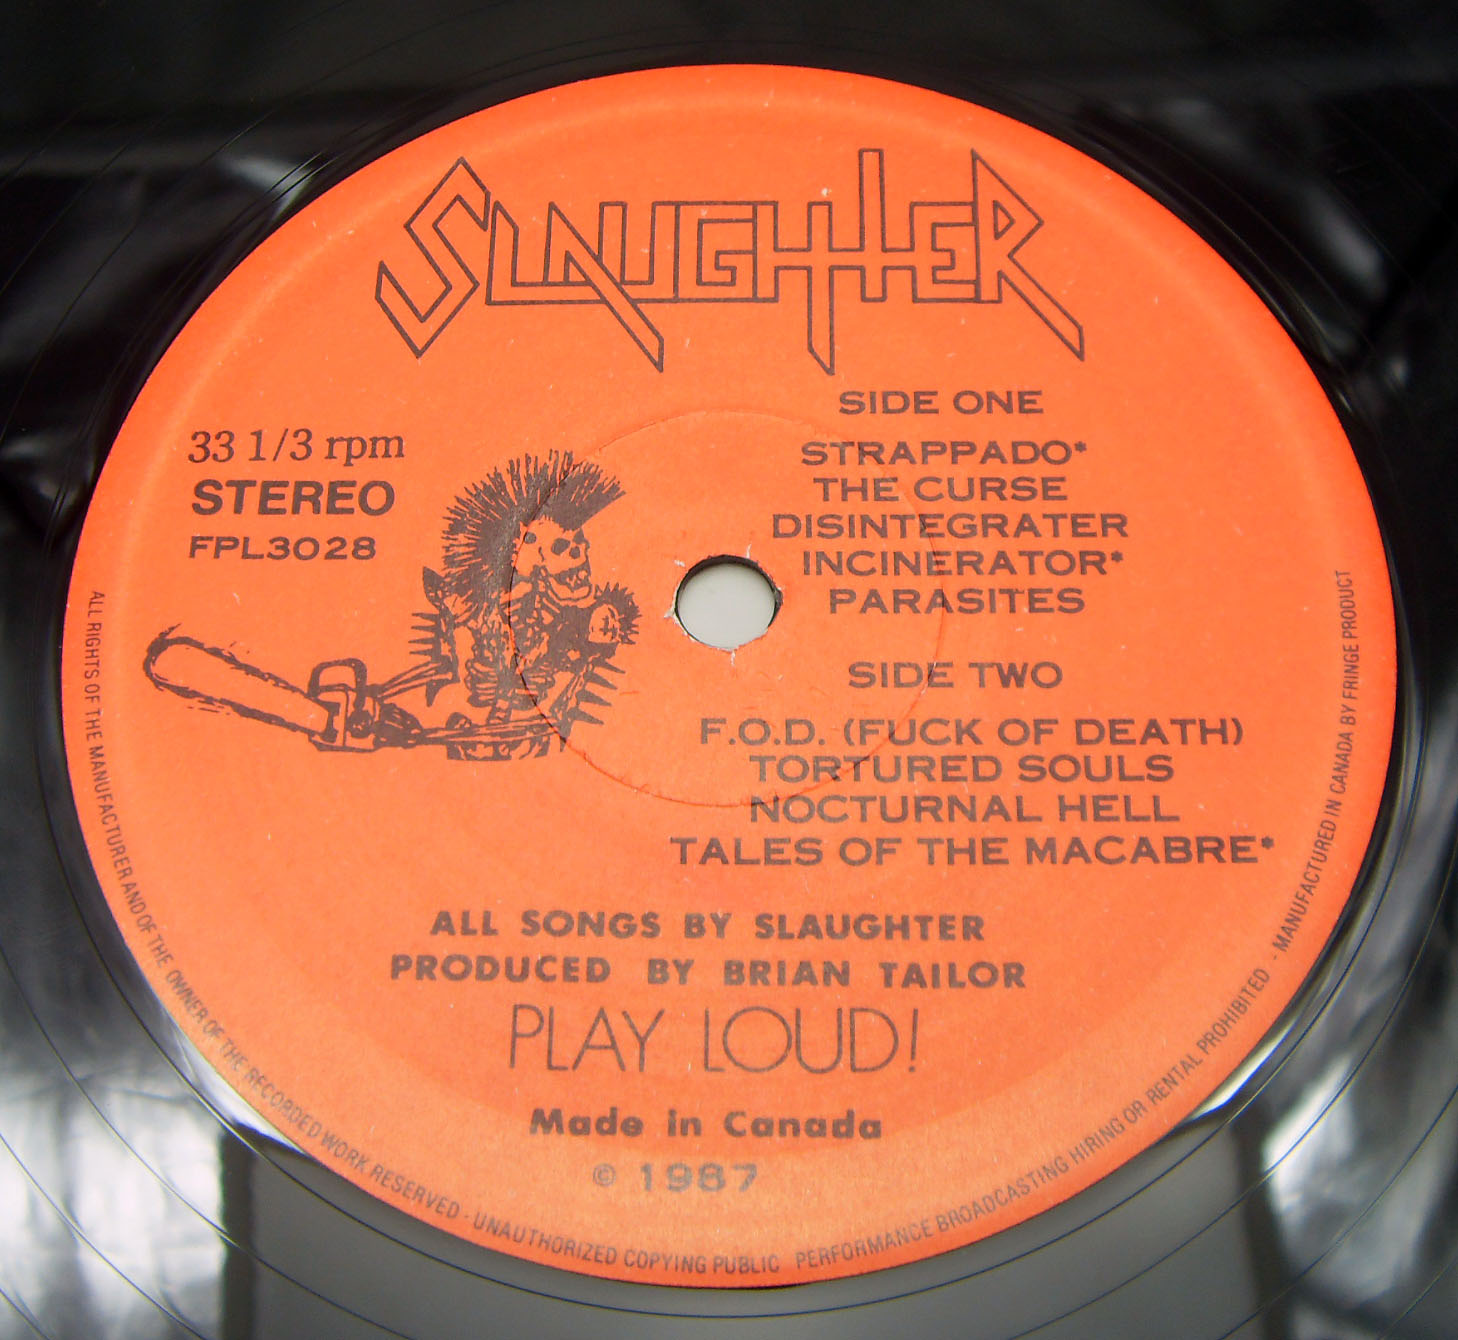 SLAUGHTER
33 1/3 rpm
STEREO
FPL3028
SIDE ONE
STRAPPADO*
THE CURSE
DISINTEGRATER
INCINERATOR*
PARASITES
SIDE TWO
F.O.D. (FUCK OF DEATH)
TORTURED SOULS
NOCTURNAL HELL
TALES OF THE MACABRE*
ALL SONGS BY SLAUGHTER
PRODUCED BY BRIAN TAILOR
PLAY LOUD!
Made in Canada
© 1987
ALL RIGHTS OF THE MANUFACTURER AND OF THE OWNER OF THE RECORDED WORK RESERVED - UNAUTHORIZED COPYING PUBLIC PERFORMANCE BROADCASTING HIRING OR RENTAL PROHIBITED - MANUFACTURED IN CANADA BY FRINGE PRODUCT